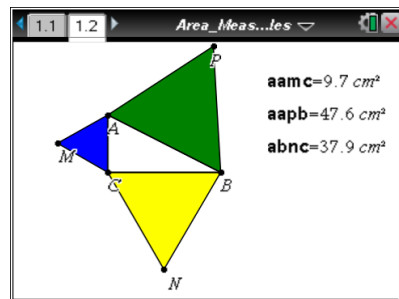 1.1 1.2 Area_Meas...les
P
aamc=9.7 cm²
aapb=47.6 cm²
A
abnc=37.9 cm²
M
C B
N